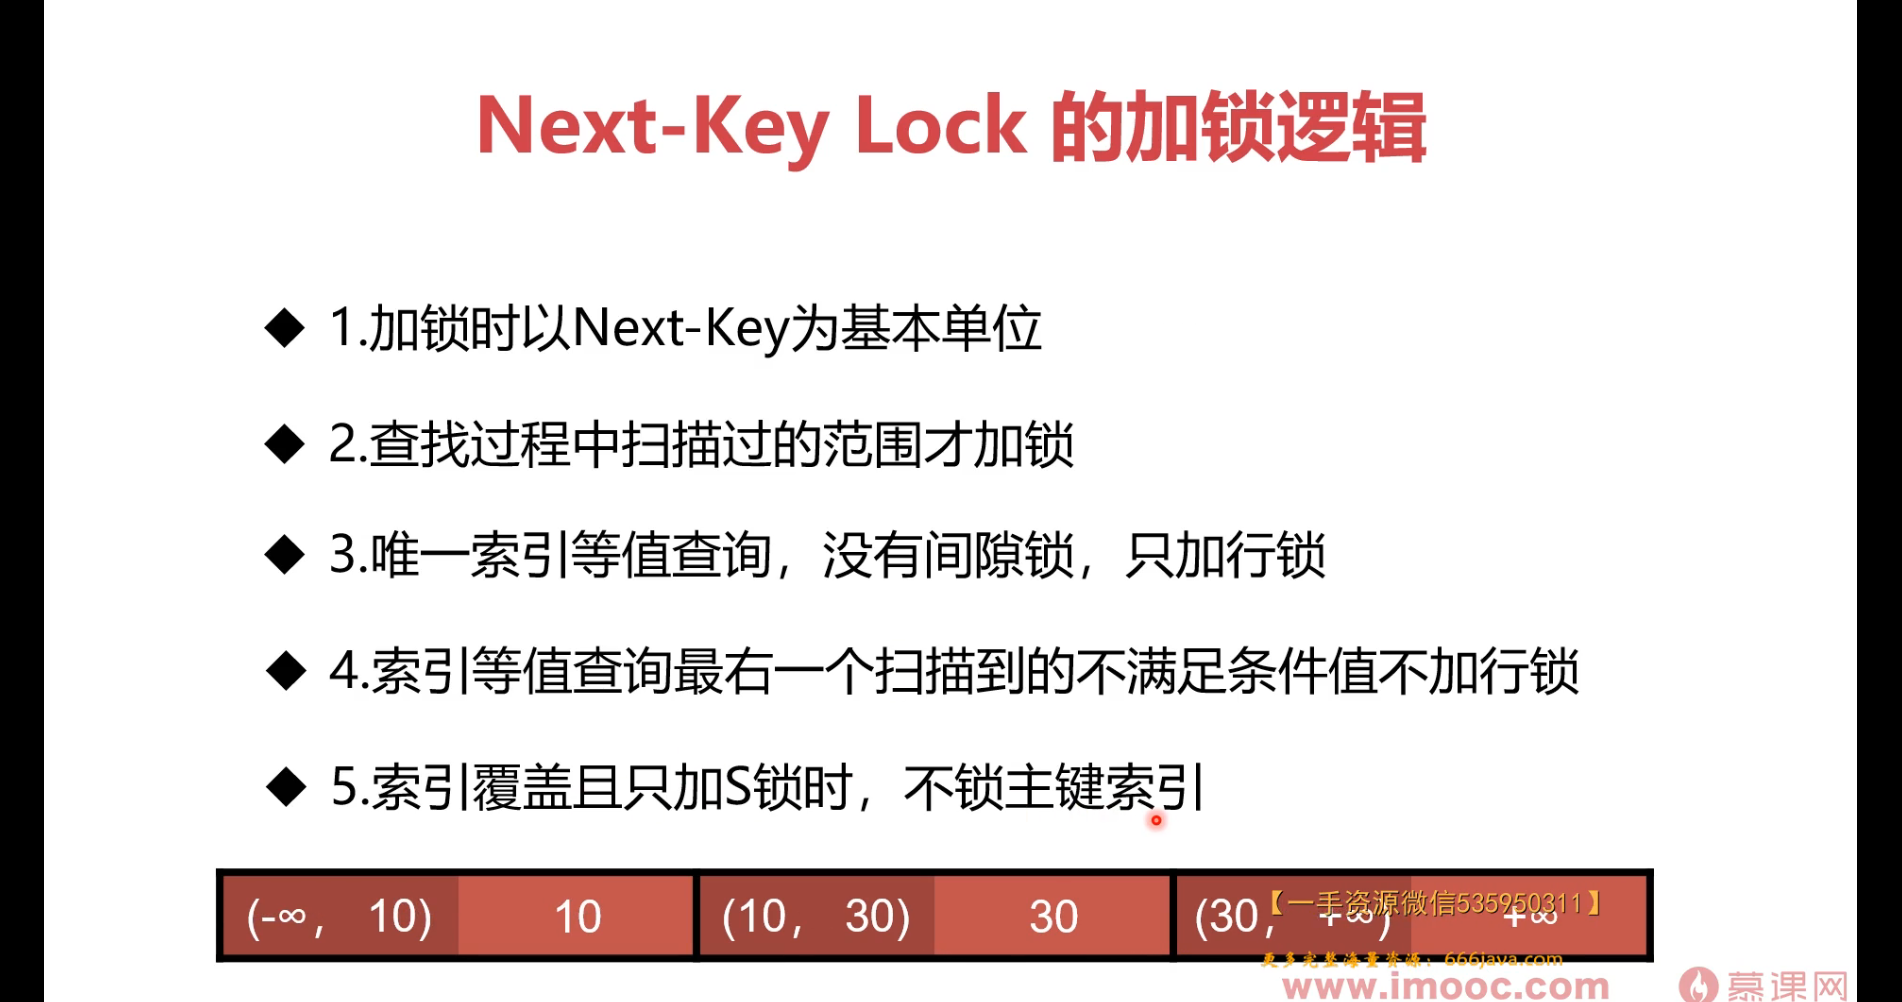 Next-Key Lock 的加锁逻辑
◆ 1.加锁时以Next-Key为基本单位
◆ 2.查找过程中扫描过的范围才加锁
◆ 3.唯一索引等值查询，没有间隙锁，只加行锁
◆ 4.索引等值查询最右一个扫描到的不满足条件值不加行锁
◆ 5.索引覆盖且只加S锁时，不锁主键索引
(-∞, 10) 10 (10, 30) 30 (30, +∞) +∞
【一手资源微信535950311】
更多完整海量资源：666java.com
www.imooc.com 慕课网